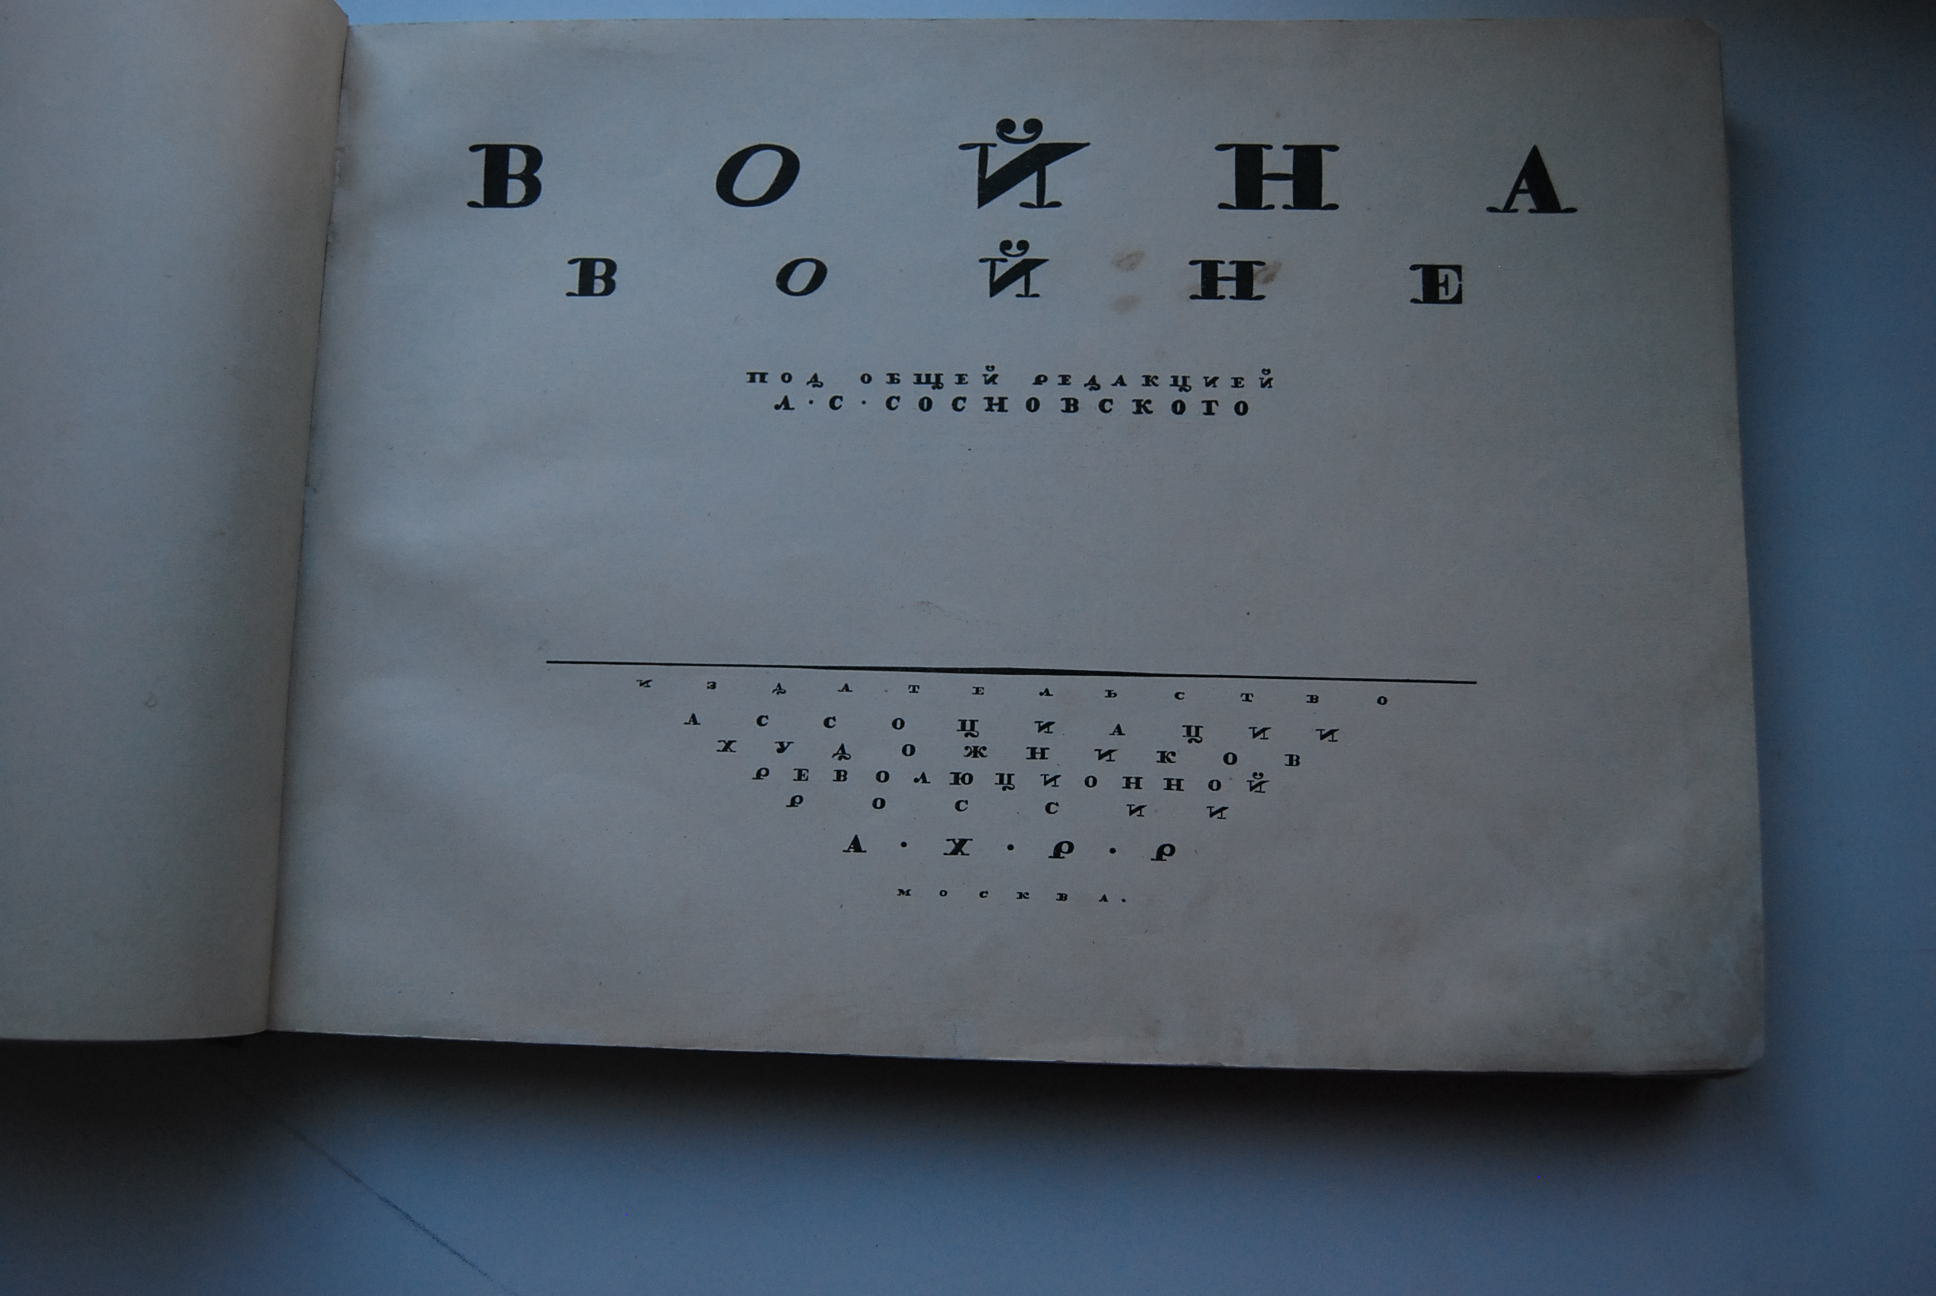 ВОЙНА
ВОЙНЕ
ПОД ОБЩЕЙ РЕДАКЦИЕЙ
Л·С·СОСНОВСКОГО
ИЗДАТЕЛЬСТВО
АССОЦИАЦИИ
ХУДОЖНИКОВ
РЕВОЛЮЦИОННОЙ
РОССИИ
А·Х·Р·Р
МОСКВА.